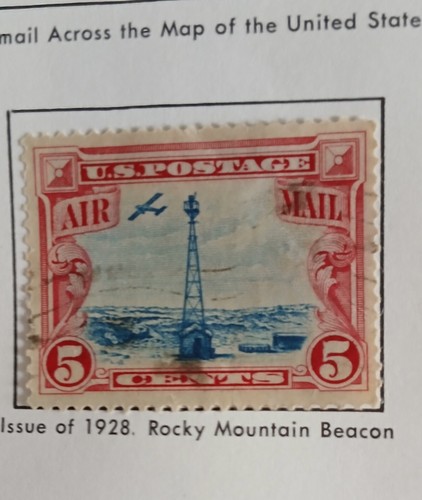 mail Across the Map of the United State
U.S. POSTAGE
AIR MAIL
5 CENTS 5
Issue of 1928. Rocky Mountain Beacon